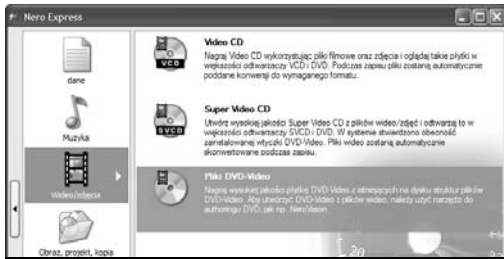 Nero Express
Video CD
Nagraj Video CD wykorzystując pliki filmowe oraz zdjęcia i oglądaj takie płytki w
większości odtwarzaczy VCD i DVD. Podczas zapisu pliki zostaną automatycznie
poddane konwersji do wymaganego formatu.
VCD
dane
Super Video CD
Utwórz wysokiej jakości Super Video CD z plików wideo/zdjęć i odtwarzaj to w
większości odtwarzaczy SVCD i DVD. W systemie stwierdzono obecność
zainstalowanej wtyczki DVD-Video. Pliki wideo zostaną automatycznie
skonwertowane podczas zapisu.
SVCD
Muzyka
Pliki DVD-Video
Nagraj wysokiej jakości płytkę DVD-Video z istniejących na dysku struktur plików
DVD-Video. Aby utworzyć DVD-Video z plików wideo, należy użyć narzędzia do
authoringu DVD, jak np. NeroVision.
Wideo/zdjęcia
Obraz, projekt, kopia
30